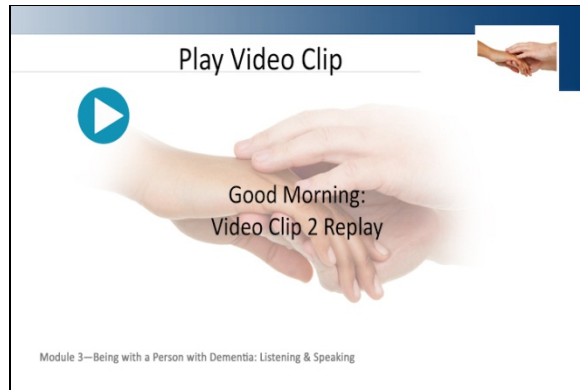 Play Video Clip
Good Morning:
Video Clip 2 Replay
Module 3—Being with a Person with Dementia: Listening & Speaking